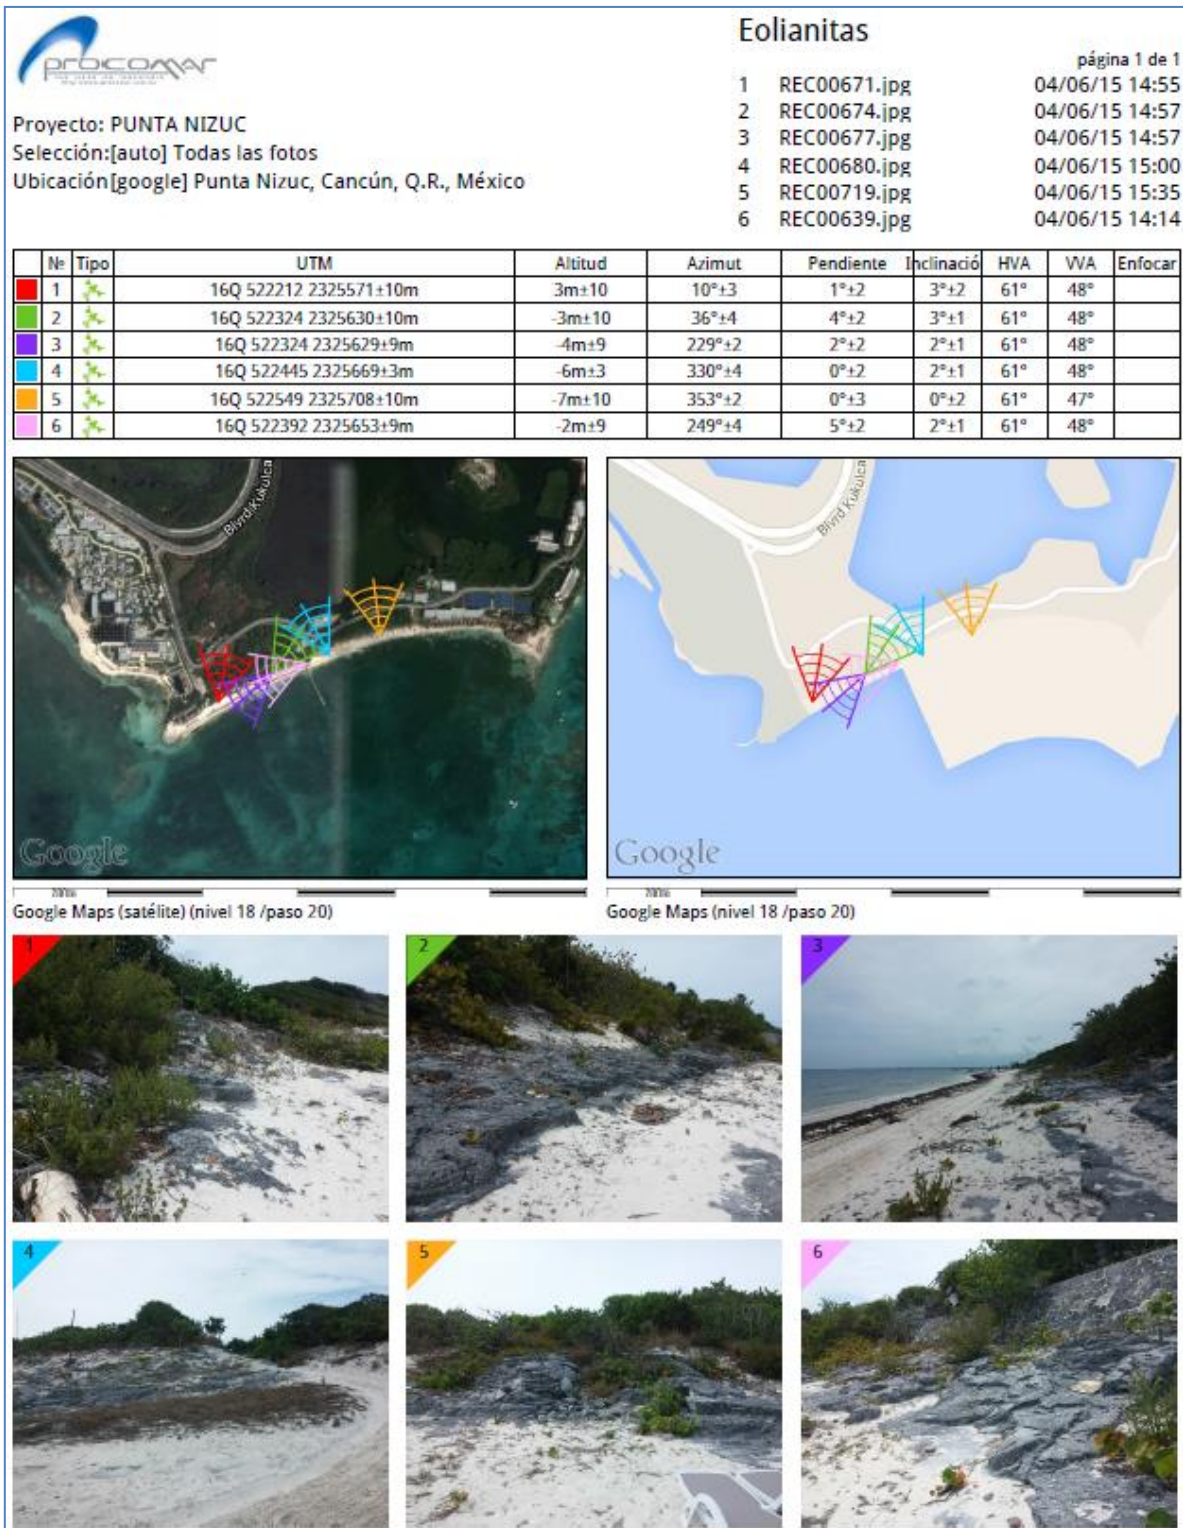 PROCOMAR
Eolianitas
página 1 de 1
1 REC00671.jpg 04/06/15 14:55
2 REC00674.jpg 04/06/15 14:57
3 REC00677.jpg 04/06/15 14:57
4 REC00680.jpg 04/06/15 15:00
5 REC00719.jpg 04/06/15 15:35
6 REC00639.jpg 04/06/15 14:14
Proyecto: PUNTA NIZUC
Selección:[auto] Todas las fotos
Ubicación[google] Punta Nizuc, Cancún, Q.R., México
Nº Tipo UTM Altitud Azimut Pendiente Inclinació HVA VVA Enfocar
1 16Q 522212 2325571±10m 3m±10 10°±3 1°±2 3°±2 61° 48°
2 16Q 522324 2325630±10m -3m±10 36°±4 4°±2 3°±1 61° 48°
3 16Q 522324 2325629±9m -4m±9 229°±2 2°±2 2°±1 61° 48°
4 16Q 522445 2325669±3m -6m±3 330°±4 0°±2 2°±1 61° 48°
5 16Q 522549 2325708±10m -7m±10 353°±2 0°±3 0°±2 61° 47°
6 16Q 522392 2325653±9m -2m±9 249°±4 5°±2 2°±1 61° 48°
Blvrd Kukulca
Google
Blvrd Kukulca
Google
200m
200m
Google Maps (satélite) (nivel 18 /paso 20)
Google Maps (nivel 18 /paso 20)
1
2
3
4
5
6